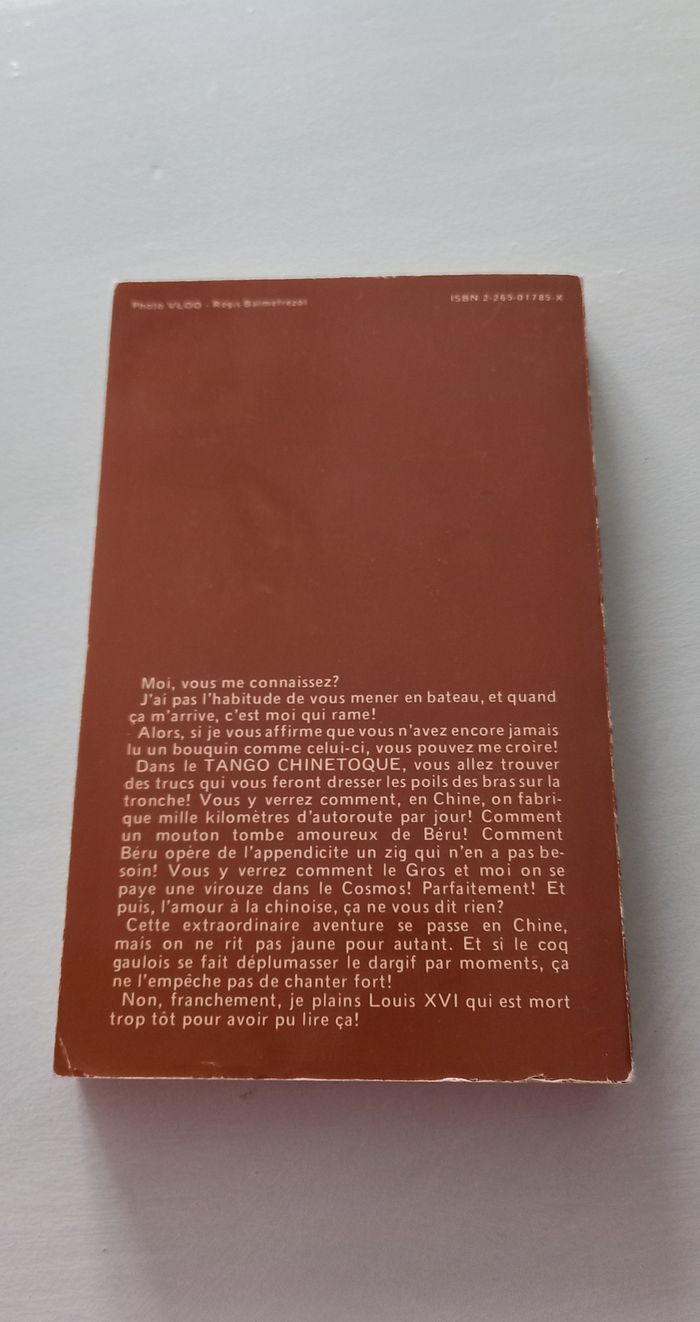 Photo VLOO - Régis Balmefrezol
ISBN 2-265-01785-X
Moi, vous me connaissez?
J'ai pas l'habitude de vous mener en bateau, et quand
ça m'arrive, c'est moi qui rame!
Alors, si je vous affirme que vous n'avez encore jamais
lu un bouquin comme celui-ci, vous pouvez me croire!
Dans le TANGO CHINETOQUE, vous allez trouver
des trucs qui vous feront dresser les poils des bras sur la
tronche! Vous y verrez comment, en Chine, on fabri-
que mille kilomètres d'autoroute par jour! Comment
un mouton tombe amoureux de Béru! Comment
Béru opère de l'appendicite un zig qui n'en a pas be-
soin! Vous y verrez comment le Gros et moi on se
paye une virouze dans le Cosmos! Parfaitement! Et
puis, l'amour à la chinoise, ça ne vous dit rien?
Cette extraordinaire aventure se passe en Chine,
mais on ne rit pas jaune pour autant. Et si le coq
gaulois se fait déplumasser le dargif par moments, ça
ne l'empêche pas de chanter fort!
Non, franchement, je plains Louis XVI qui est mort
trop tôt pour avoir pu lire ça!